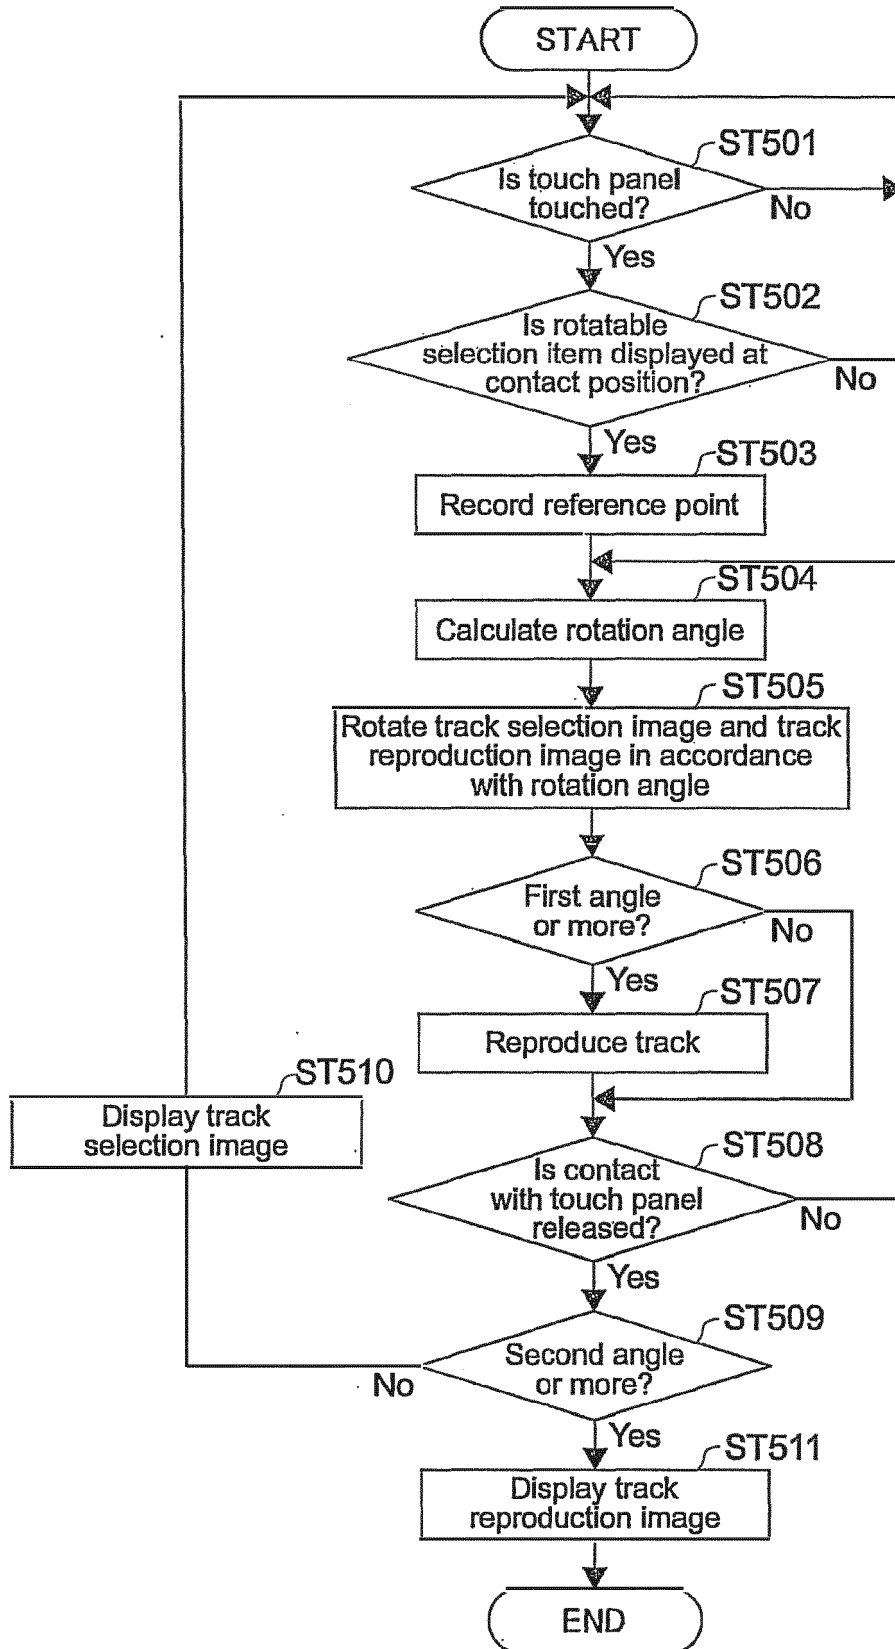 START
ST501
Is touch panel
touched?
No
Yes
ST502
Is rotatable
selection item displayed at
contact position?
No
Yes
ST503
Record reference point
ST504
Calculate rotation angle
ST505
Rotate track selection image and track
reproduction image in accordance
with rotation angle
ST506
First angle
or more?
No
Yes
ST507
Reproduce track
ST510
Display track
selection image
ST508
Is contact
with touch panel
released?
No
Yes
ST509
Second angle
or more?
No
Yes
ST511
Display track
reproduction image
END